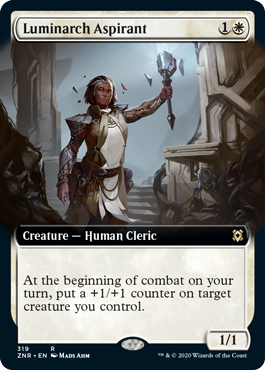 Luminarch Aspirant 1
Creature — Human Cleric
At the beginning of combat on your
turn, put a +1/+1 counter on target
creature you control.
1/1
319 R
ZNR • EN Mads Ahm
™ & © 2020 Wizards of the Coast